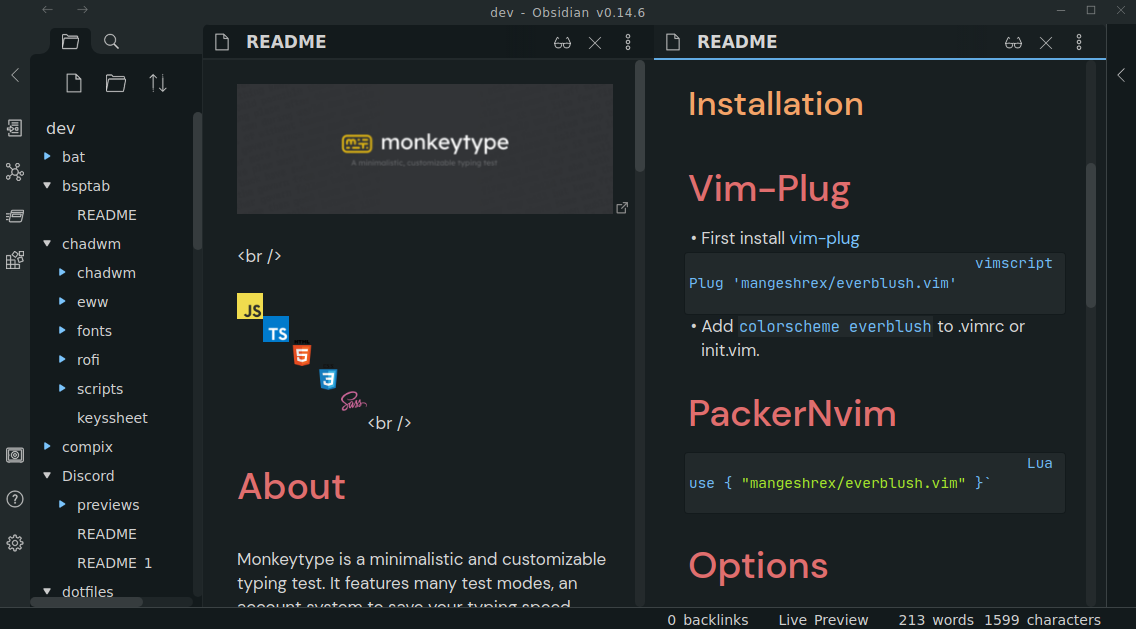 dev - Obsidian v0.14.6
README
README
dev
bat
bsptab
README
chadwm
chadwm
eww
fonts
rofi
scripts
keyssheet
compix
Discord
previews
README
README 1
dotfiles
monkeytype
A minimalistic, customizable typing test
<br />
JS
TS
5
3
Sass
<br />
About
Monkeytype is a minimalistic and customizable
typing test. It features many test modes, an
account system to save your typing speed
Installation
Vim-Plug
• First install vim-plug
vimscript
Plug 'mangeshrex/everblush.vim'
• Add colorscheme everblush to .vimrc or
init.vim.
PackerNvim
Lua
use { "mangeshrex/everblush.vim" }`
Options
0 backlinks Live Preview 213 words 1599 characters